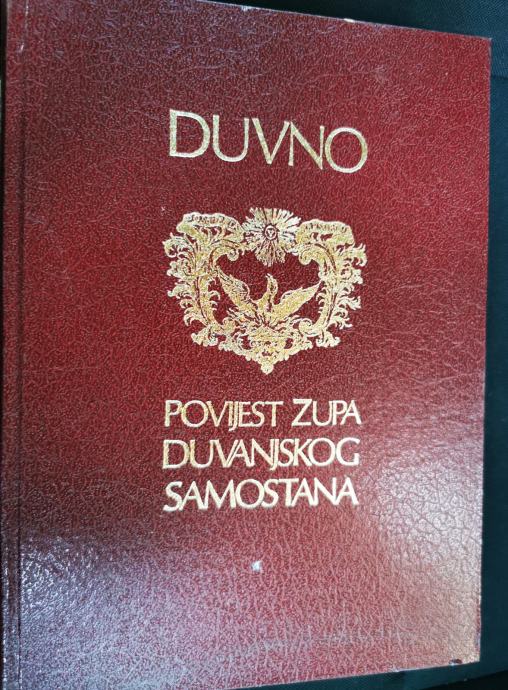 DUVNO
POVIJEST ŽUPA
DUVANJSKOG
SAMOSTANA